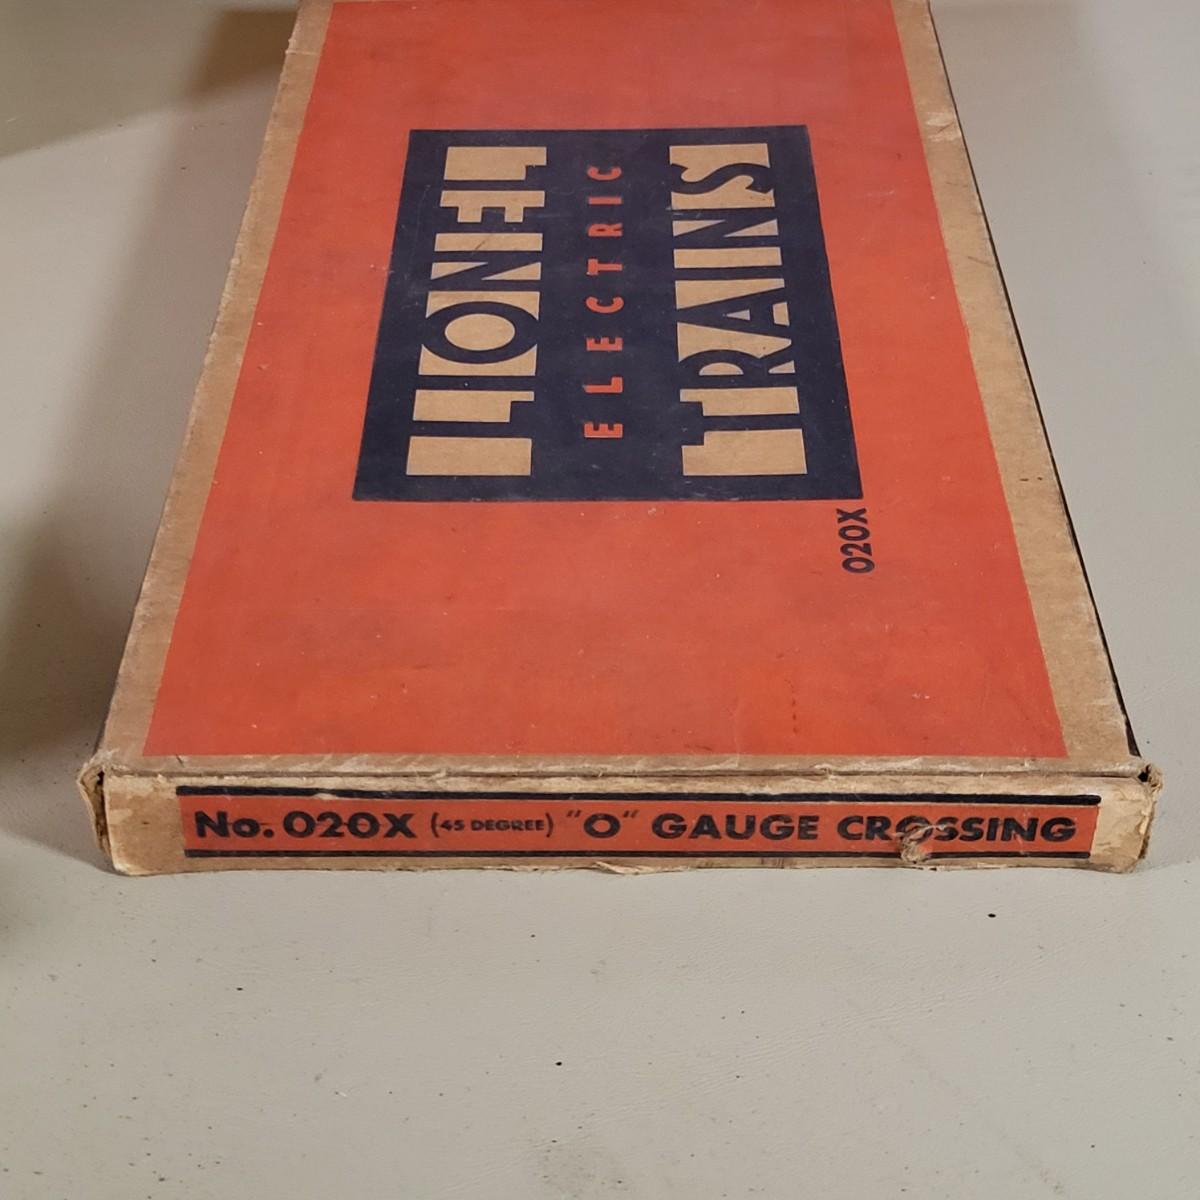 LIONEL
ELECTRIC
TRAINS
020X
No. 020X (45 DEGREE) "O" GAUGE CROSSING